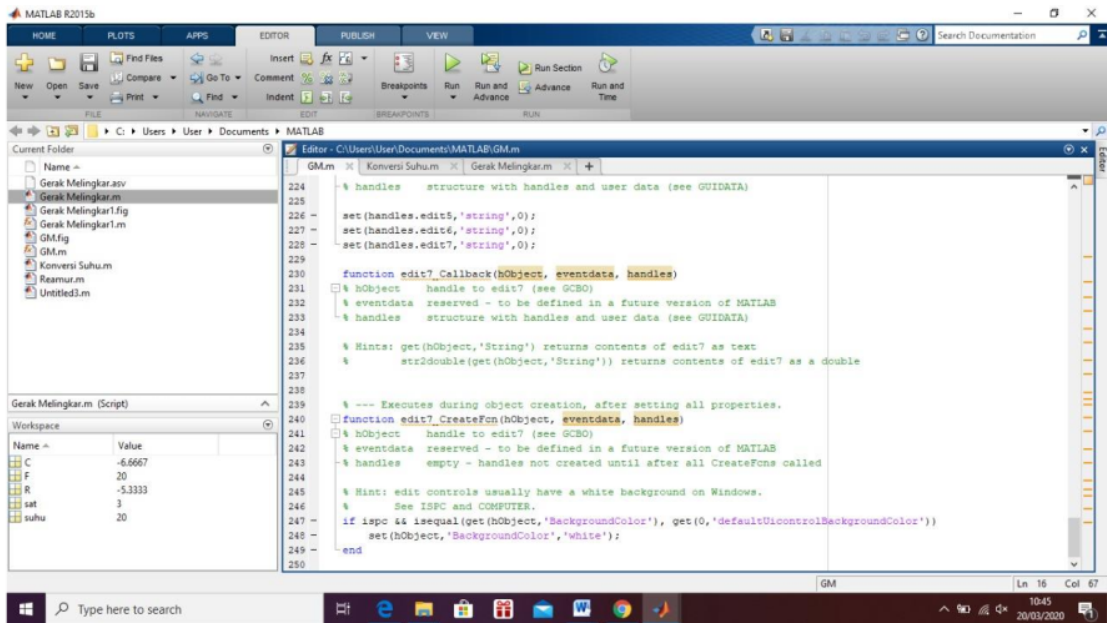 MATLAB R2015b
HOME PLOTS APPS EDITOR PUBLISH VIEW
Search Documentation
New Open Save
Find Files
Compare
Print
Go To
Find
Insert
Comment
Indent
Breakpoints
Run
Run and Advance
Run Section
Advance
Run and Time
FILE NAVIGATE EDIT BREAKPOINTS RUN
C: Users User Documents MATLAB
Current Folder
Name
Gerak Melingkar.asv
Gerak Melingkar.m
Gerak Melingkar1.fig
Gerak Melingkar1.m
GM.fig
GM.m
Konversi Suhu.m
Reamur.m
Untitled3.m
Gerak Melingkar.m (Script)
Workspace
Name Value
C -6.6667
F 20
R -5.3333
sat 3
suhu 20
Editor - C:\Users\User\Documents\MATLAB\GM.m
Editor
GM.m Konversi Suhu.m Gerak Melingkar.m +
224 % handles structure with handles and user data (see GUIDATA)
225
226 - set(handles.edit5,'string',0);
227 - set(handles.edit6,'string',0);
228 - set(handles.edit7,'string',0);
229
230 function edit7_Callback(hObject, eventdata, handles)
231 % hObject handle to edit7 (see GCBO)
232 % eventdata reserved - to be defined in a future version of MATLAB
233 % handles structure with handles and user data (see GUIDATA)
234
235 % Hints: get(hObject,'String') returns contents of edit7 as text
236 % str2double(get(hObject,'String')) returns contents of edit7 as a double
237
238
239 % --- Executes during object creation, after setting all properties.
240 function edit7_CreateFcn(hObject, eventdata, handles)
241 % hObject handle to edit7 (see GCBO)
242 % eventdata reserved - to be defined in a future version of MATLAB
243 % handles empty - handles not created until after all CreateFcns called
244
245 % Hint: edit controls usually have a white background on Windows.
246 % See ISPC and COMPUTER.
247 - if ispc && isequal(get(hObject,'BackgroundColor'), get(0,'defaultUicontrolBackgroundColor'))
248 - set(hObject,'BackgroundColor','white');
249 - end
250
GM Ln 16 Col 67
Type here to search
10:45
20/03/2020